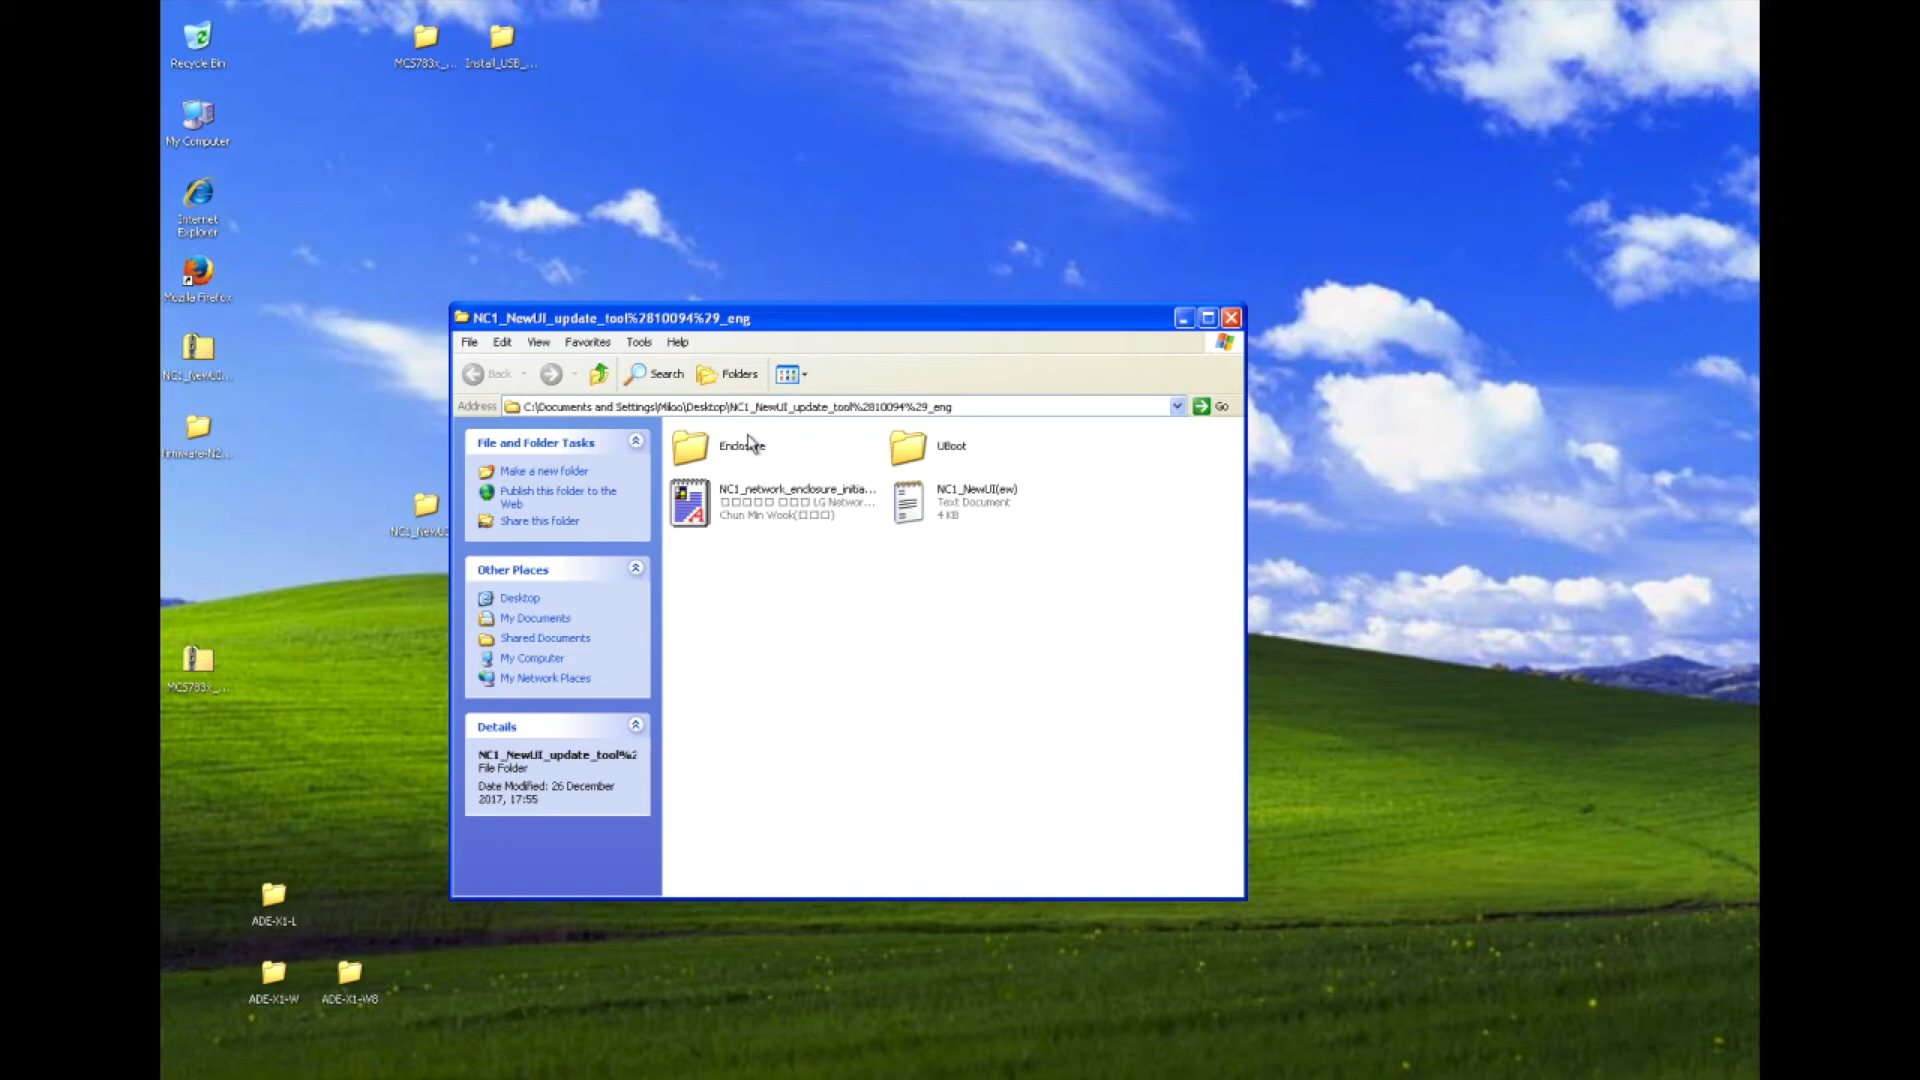 Recycle Bin
MC5783x_...
Install_USB_...
My Computer
Internet
Explorer
Mozilla Firefox
NC1_NewUI...
firmware-N2...
NC1_NewUI
MC5783x_...
ADE-X1-L
ADE-X1-W
ADE-X1-W8
NC1_NewUI_update_tool%2810094%29_eng
File Edit View Favorites Tools Help
Back Search Folders
Address C:\Documents and Settings\Miloo\Desktop\NC1_NewUI_update_tool%2810094%29_eng Go
File and Folder Tasks
Make a new folder
Publish this folder to the
Web
Share this folder
Other Places
Desktop
My Documents
Shared Documents
My Computer
My Network Places
Details
NC1_NewUI_update_tool%2
File Folder
Date Modified: 26 December
2017, 17:55
Enclosure
UBoot
NC1_network_enclosure_initia...
□□□□□ □□□ LG Networ...
Chun Min Wook(□□□)
NC1_NewUI(ew)
Text Document
4 KB